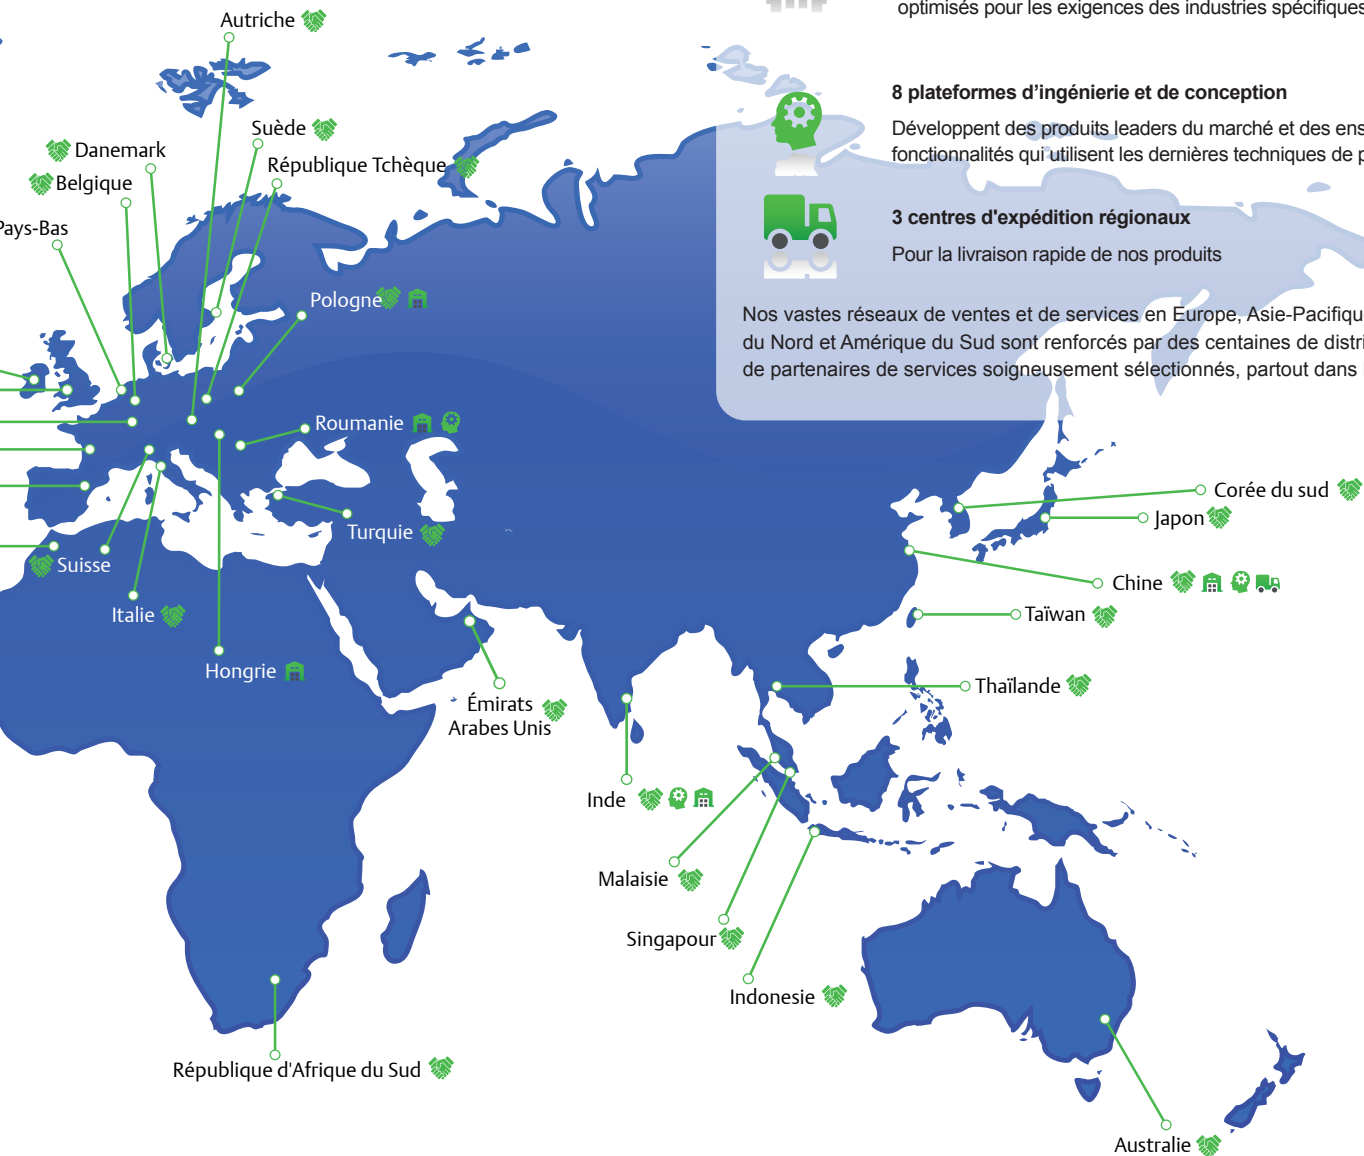 optimisés pour les exigences des industries spécifiques
8 plateformes d'ingénierie et de conception
Développent des produits leaders du marché et des ens
fonctionnalités qui utilisent les dernières techniques de p
3 centres d'expédition régionaux
Pour la livraison rapide de nos produits
Nos vastes réseaux de ventes et de services en Europe, Asie-Pacifique
du Nord et Amérique du Sud sont renforcés par des centaines de distri
de partenaires de services soigneusement sélectionnés, partout dans l
Autriche
Suède
Danemark
République Tchèque
Belgique
Pays-Bas
Pologne
Roumanie
Turquie
Suisse
Italie
Hongrie
Émirats
Arabes Unis
Corée du sud
Japon
Chine
Taïwan
Thaïlande
Inde
Malaisie
Singapour
Indonesie
République d'Afrique du Sud
Australie